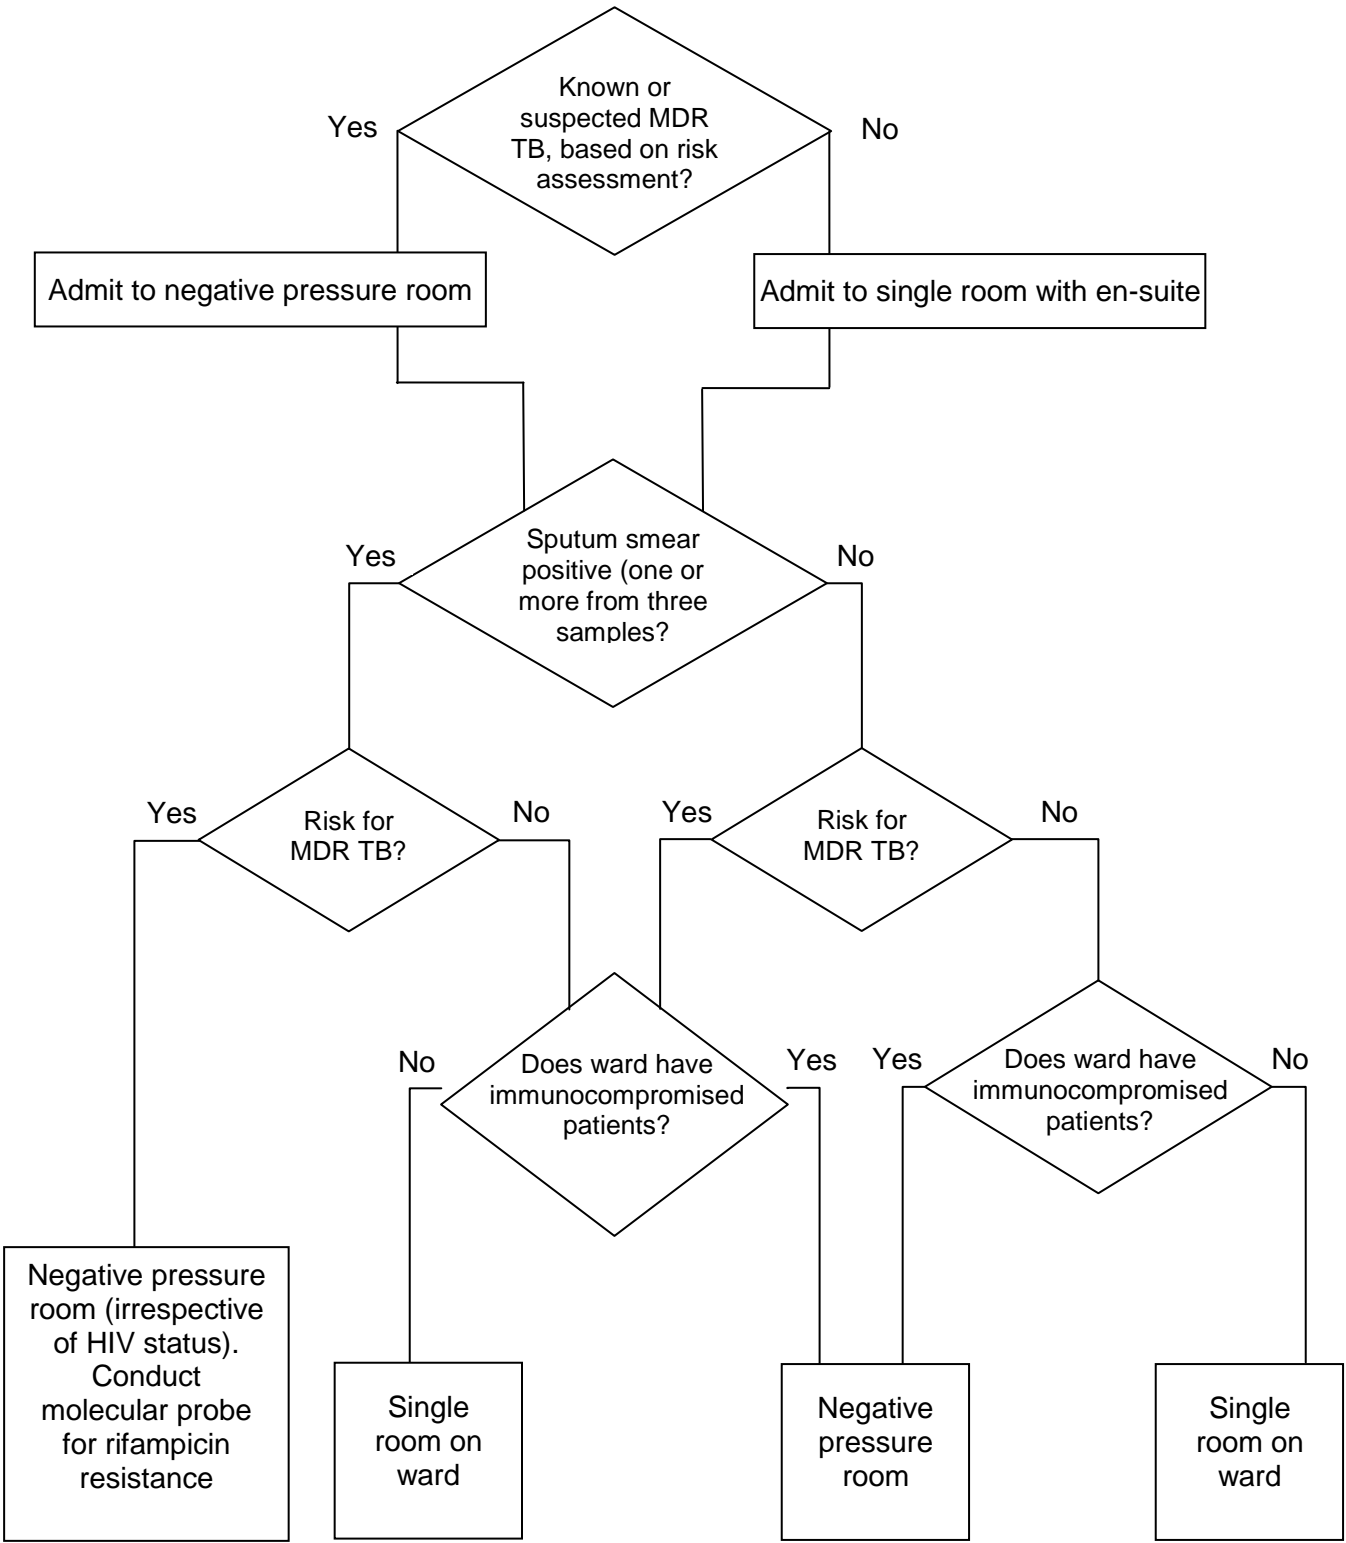 Known or
suspected MDR
TB, based on risk
assessment?
Yes
No
Admit to negative pressure room
Admit to single room with en-suite
Sputum smear
positive (one or
more from three
samples?
Yes
No
Yes
Risk for
MDR TB?
No
Yes
Risk for
MDR TB?
No
No
Does ward have
immunocompromised
patients?
Yes
Yes
Does ward have
immunocompromised
patients?
No
Negative pressure
room (irrespective
of HIV status).
Conduct
molecular probe
for rifampicin
resistance
Single
room on
ward
Negative
pressure
room
Single
room on
ward